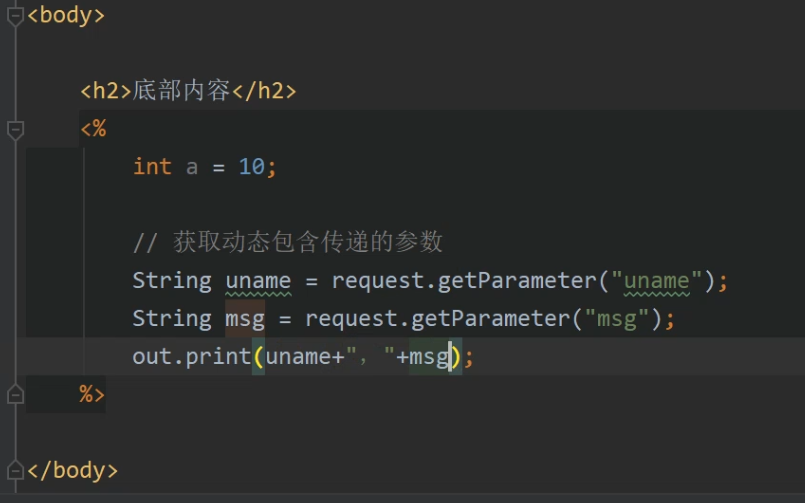 <body>
<h2>底部内容</h2>
<%
int a = 10;
// 获取动态包含传递的参数
String uname = request.getParameter("uname");
String msg = request.getParameter("msg");
out.print(uname+"，"+msg);
%>
</body>